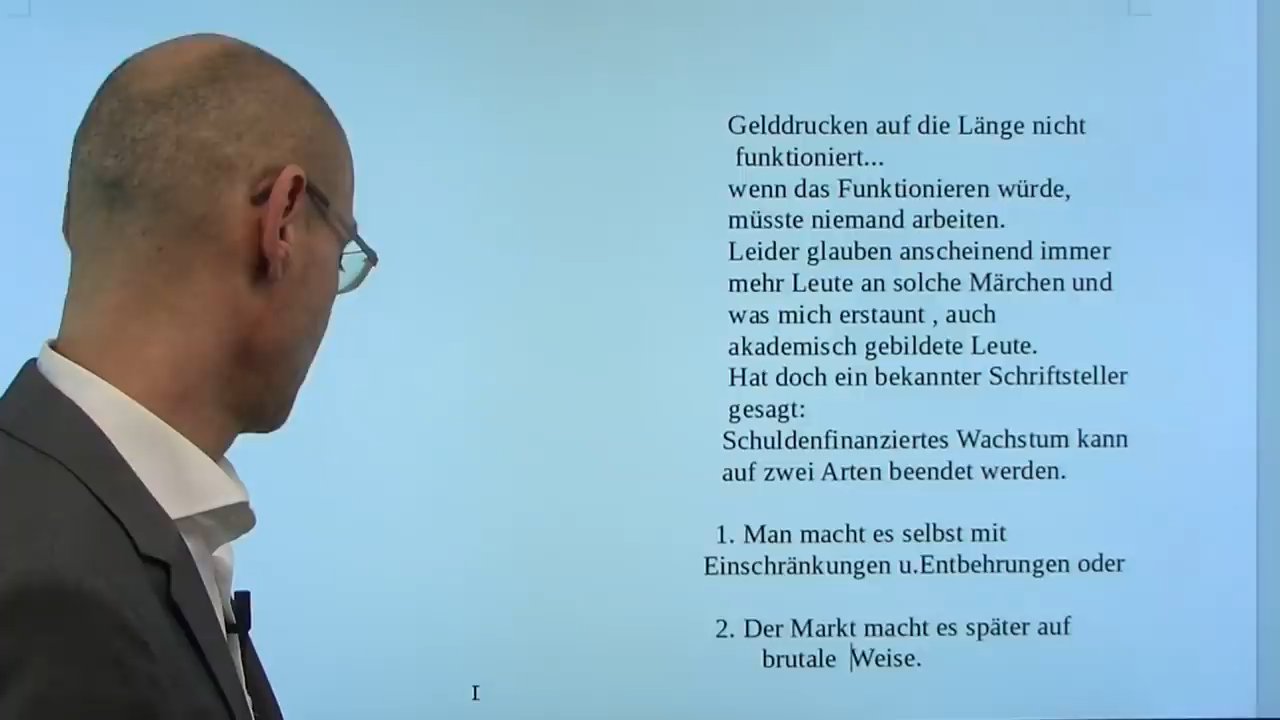 Gelddrucken auf die Länge nicht
funktioniert...
wenn das Funktionieren würde,
müsste niemand arbeiten.
Leider glauben anscheinend immer
mehr Leute an solche Märchen und
was mich erstaunt , auch
akademisch gebildete Leute.
Hat doch ein bekannter Schriftsteller
gesagt:
Schuldenfinanziertes Wachstum kann
auf zwei Arten beendet werden.
1. Man macht es selbst mit
Einschränkungen u.Entbehrungen oder
2. Der Markt macht es später auf
brutale Weise.